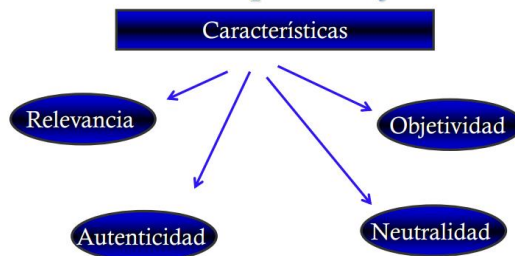 Características
Relevancia
Objetividad
Autenticidad
Neutralidad